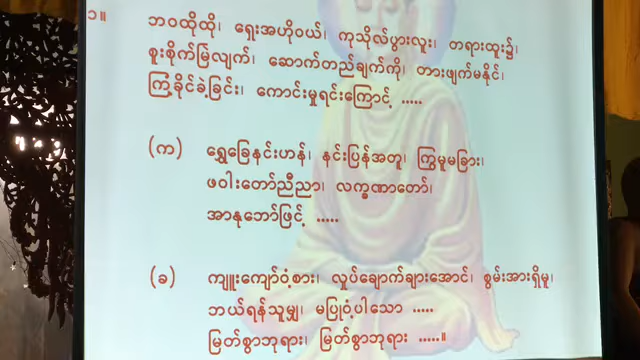 ၁။ ဘဝထိုထို၊ ရှေးအဟိုဝယ်၊ ကုသိုလ်ပွားလူး၊ တရားထူး၌၊
စူးစိုက်မြဲလျက်၊ ဆောက်တည်ချက်ကို၊ တားဖျက်မနိုင်၊
ကြံ့ခိုင်ခဲ့ခြင်း၊ ကောင်းမှုရင်းကြောင့် .....
(က) ရွှေခြေနင်းဟန်၊ နင်းပြန်အတူ၊ ကြွမူမခြား၊
ဖဝါးတော်ညီညာ၊ လက္ခဏာတော်၊
အာနုဘော်ဖြင့် .....
(ခ) ကျူးကျော်ဝံ့စား၊ လှုပ်ချောက်ချားအောင်၊ စွမ်းအားရှိမှု၊
ဘယ်ရန်သူမျှ၊ မပြုဝံ့ပါသော .....
မြတ်စွာဘုရား၊ မြတ်စွာဘုရား .....။